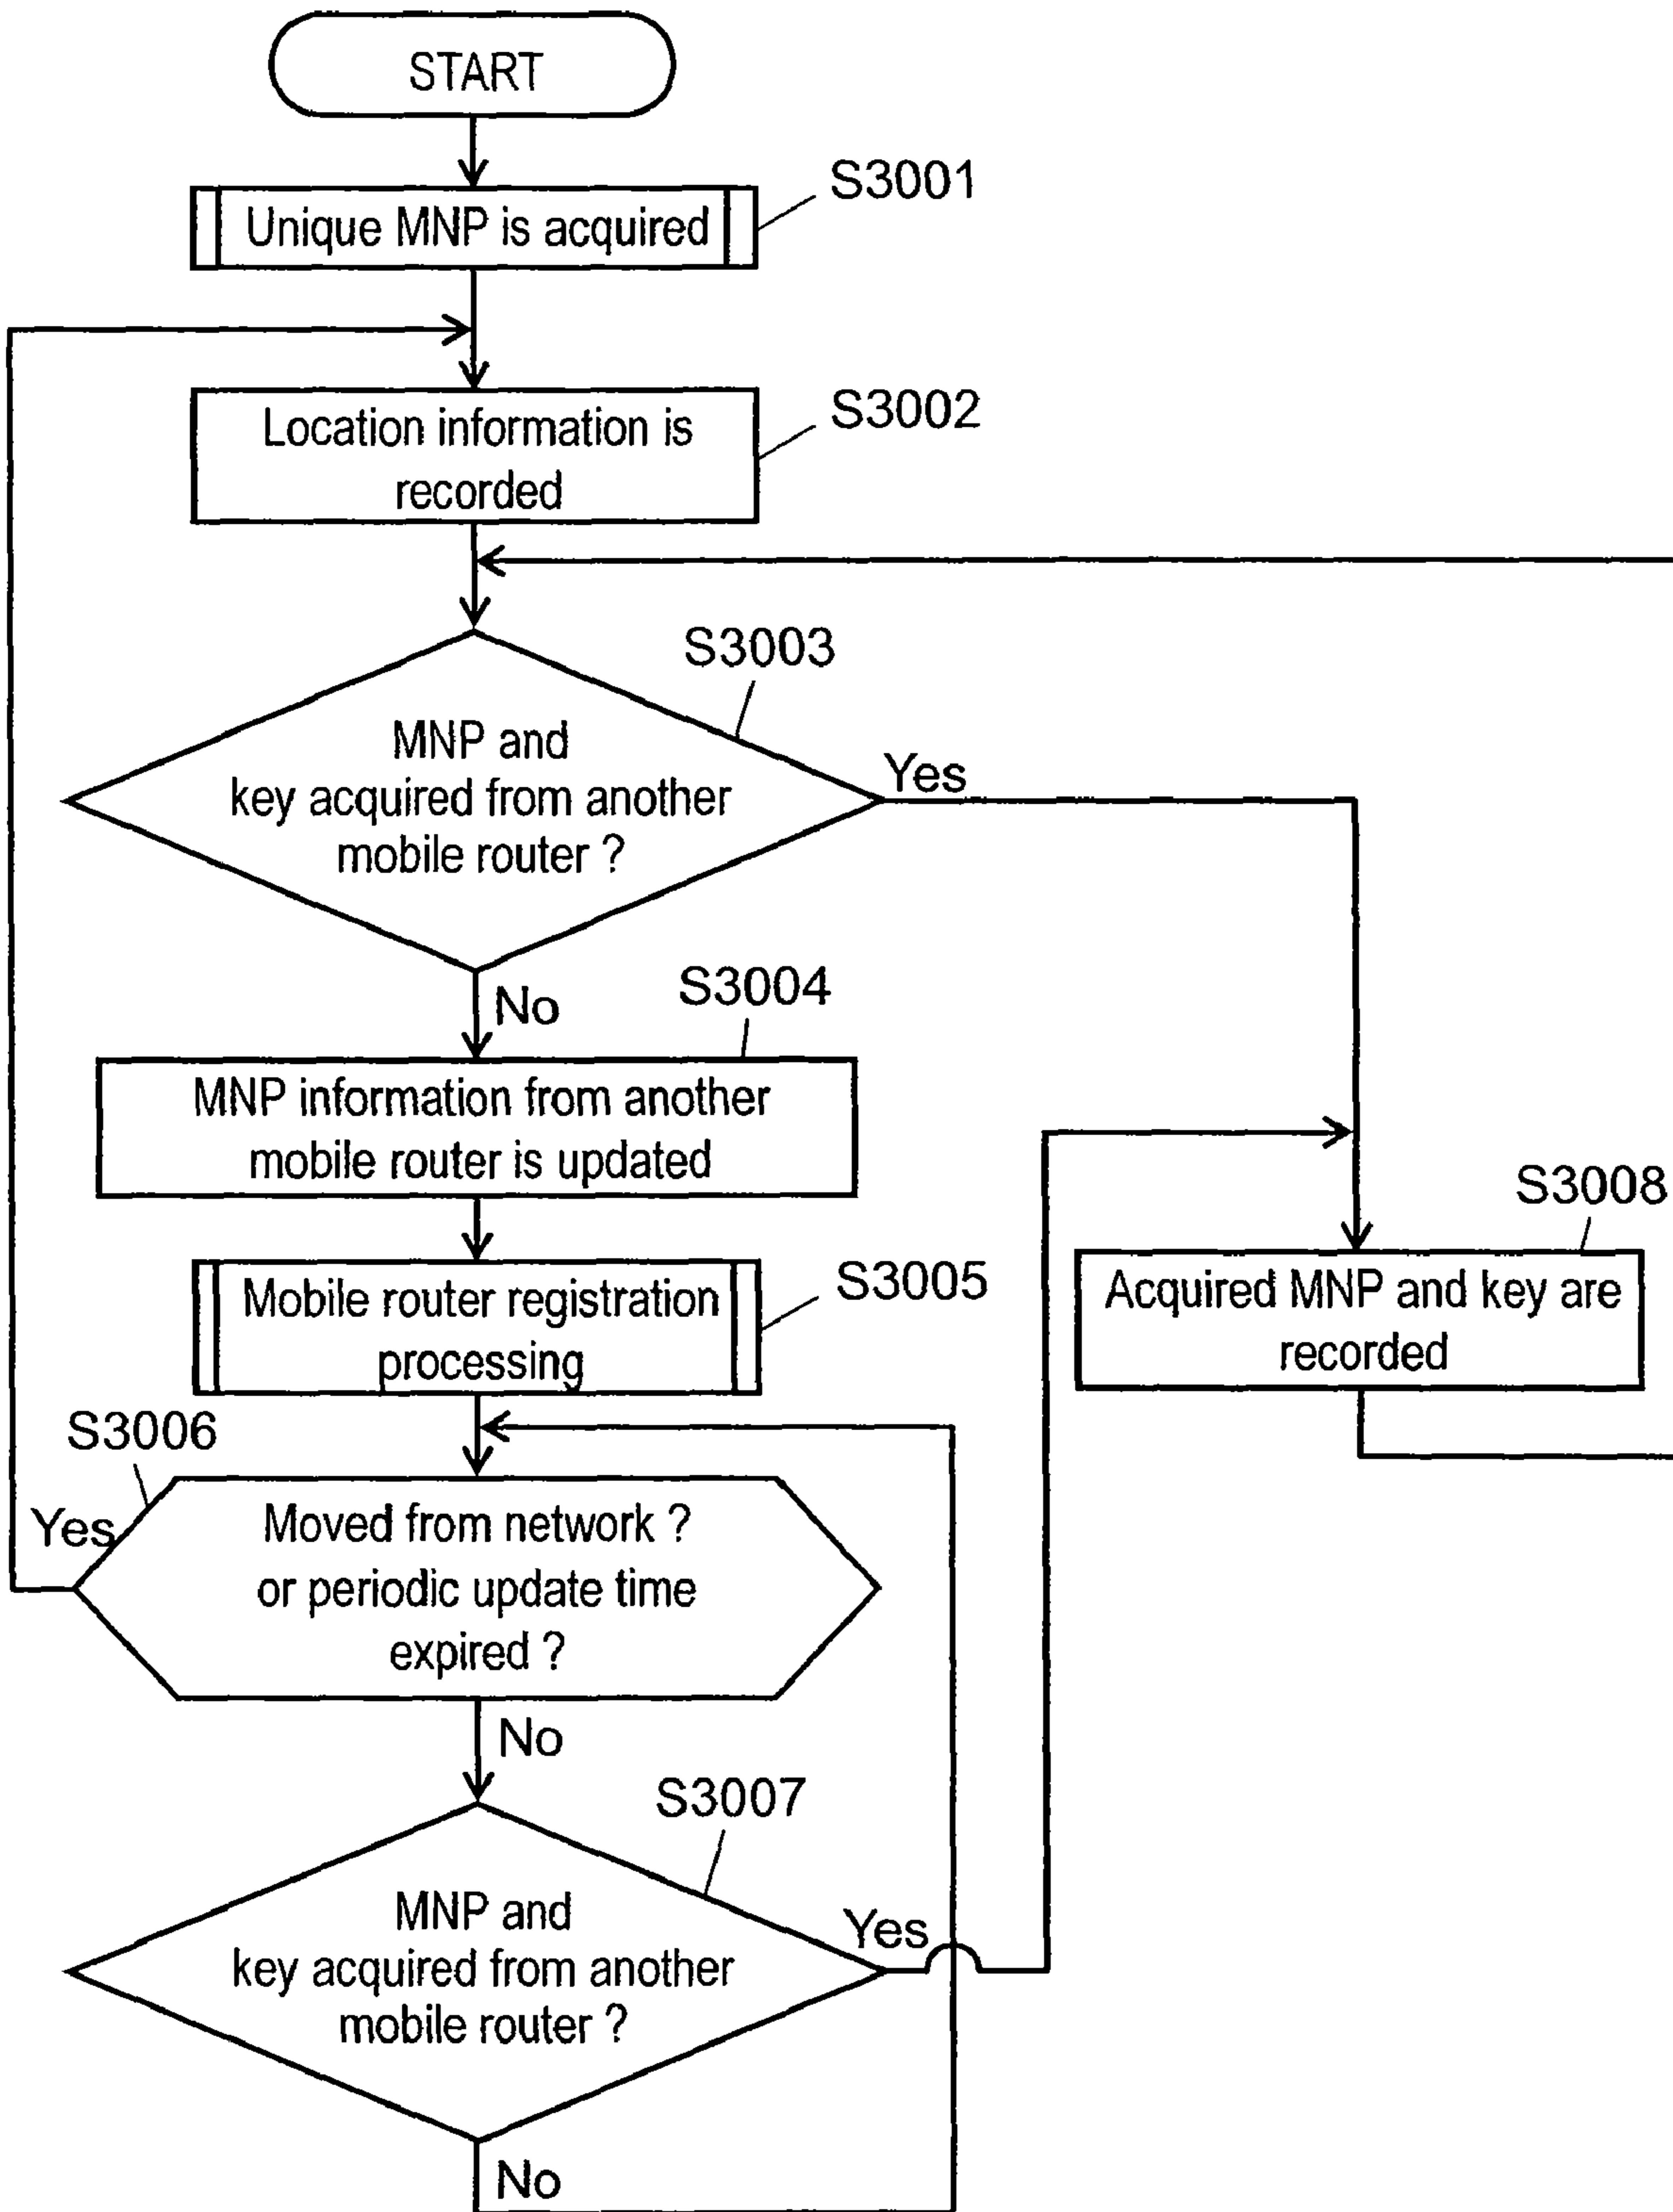 START
S3001
Unique MNP is acquired
S3002
Location information is
recorded
S3003
MNP and
key acquired from another
mobile router ?
Yes
No
S3004
MNP information from another
mobile router is updated
S3005
Mobile router registration
processing
S3008
Acquired MNP and key are
recorded
S3006
Yes
Moved from network ?
or periodic update time
expired ?
No
S3007
MNP and
key acquired from another
mobile router ?
Yes
No